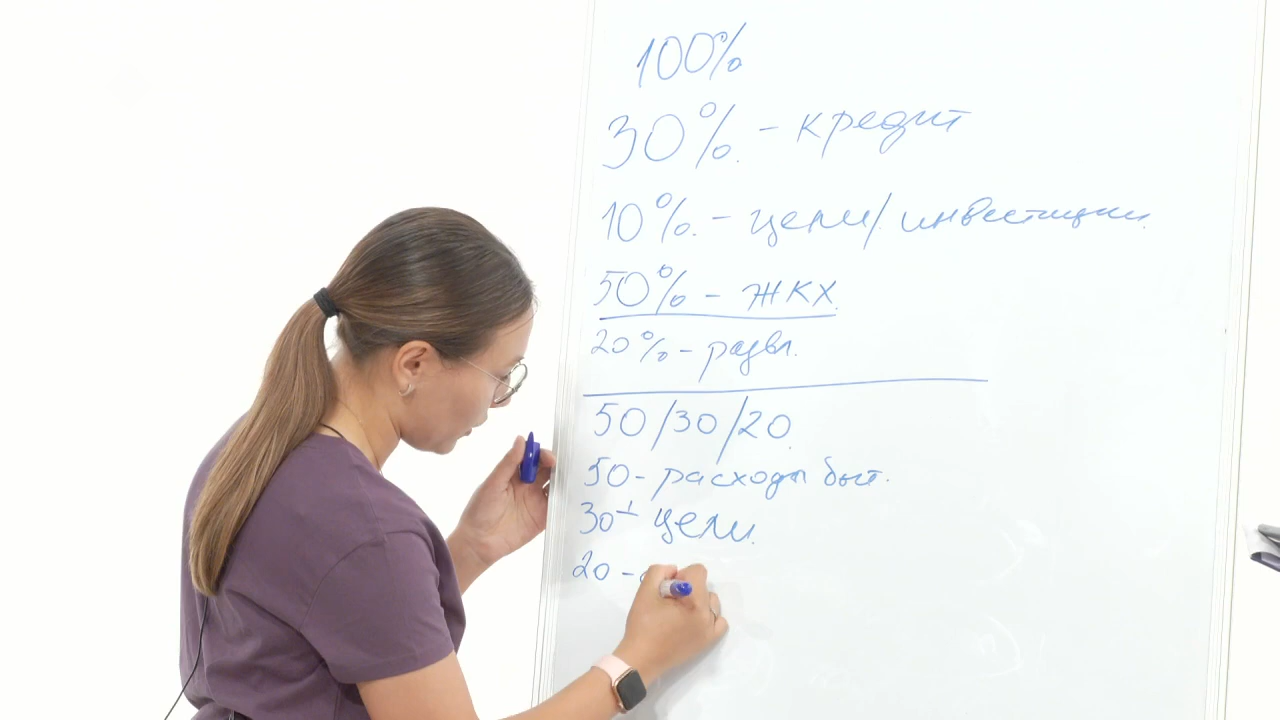 100%
30% - кредит
10% - цели/инвестиции
50% - ЖКХ
20% - развл.
50/30/20
50 - расходы быт.
30 - цели
20 -